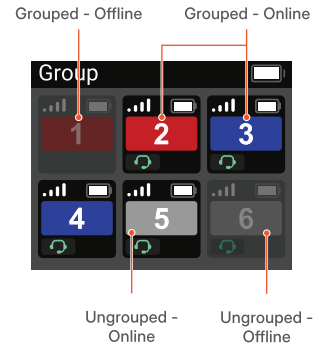 Grouped - Offline
Grouped - Online
Group
1
2
3
4
5
6
Ungrouped -
Online
Ungrouped -
Offline